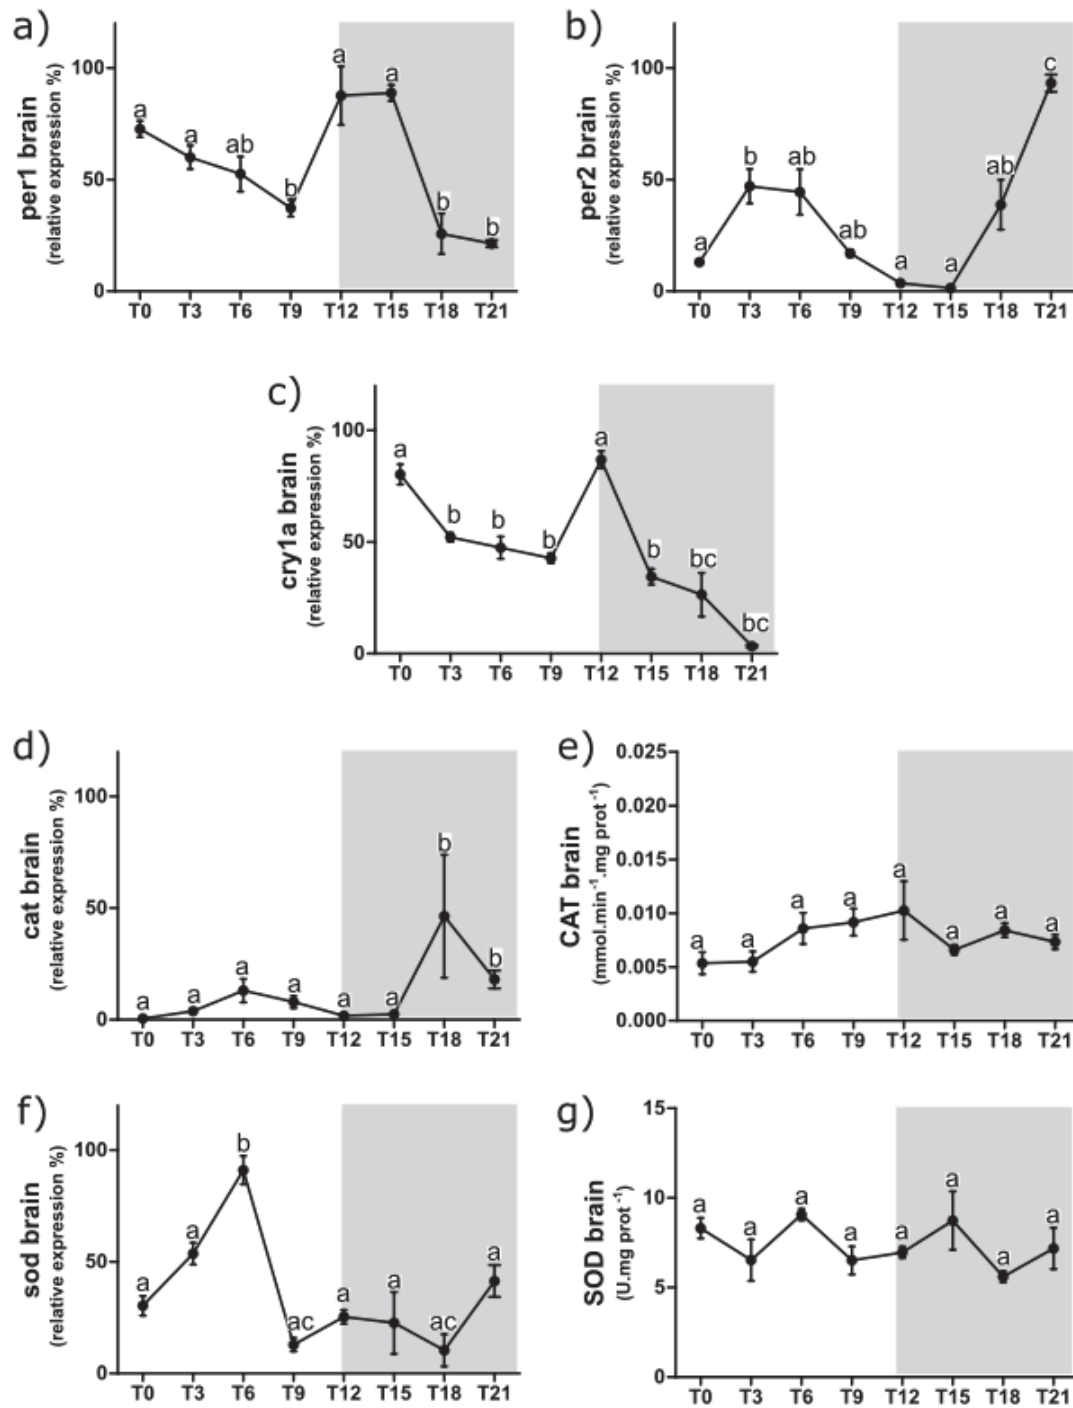 a)
per1 brain
(relative expression %)
100
50
0
a a ab b a a b b
T0 T3 T6 T9 T12 T15 T18 T21
b)
per2 brain
(relative expression %)
100
50
0
a b ab ab a a ab c
T0 T3 T6 T9 T12 T15 T18 T21
c)
cry1a brain
(relative expression %)
100
50
0
a b b b a b bc bc
T0 T3 T6 T9 T12 T15 T18 T21
d)
cat brain
(relative expression %)
100
50
0
a a a a a a b b
T0 T3 T6 T9 T12 T15 T18 T21
e)
CAT brain
(mmol.min⁻¹.mg prot⁻¹)
0.025
0.020
0.015
0.010
0.005
0.000
a a a a a a a a
T0 T3 T6 T9 T12 T15 T18 T21
f)
sod brain
(relative expression %)
100
50
0
a a b ac a a ac a
T0 T3 T6 T9 T12 T15 T18 T21
g)
SOD brain
(U.mg prot⁻¹)
15
10
5
0
a a a a a a a a
T0 T3 T6 T9 T12 T15 T18 T21